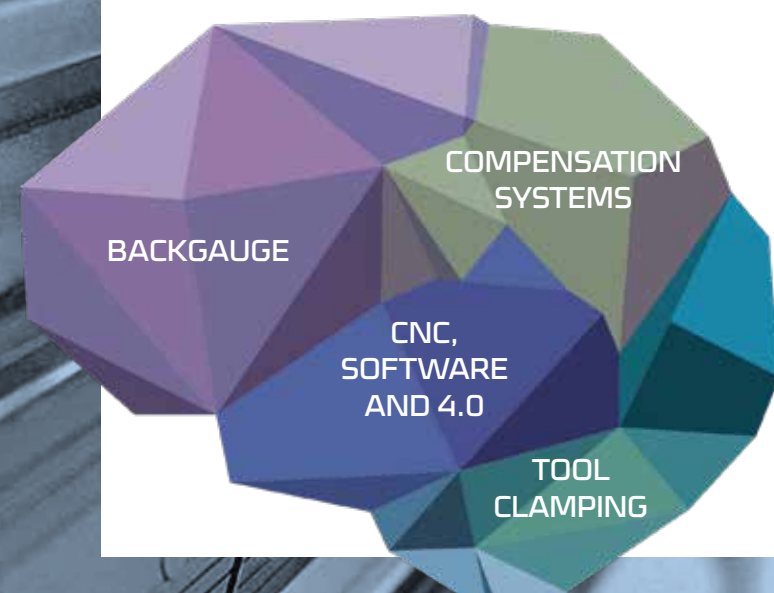 COMPENSATION
SYSTEMS
BACKGAUGE
CNC,
SOFTWARE
AND 4.0
TOOL
CLAMPING